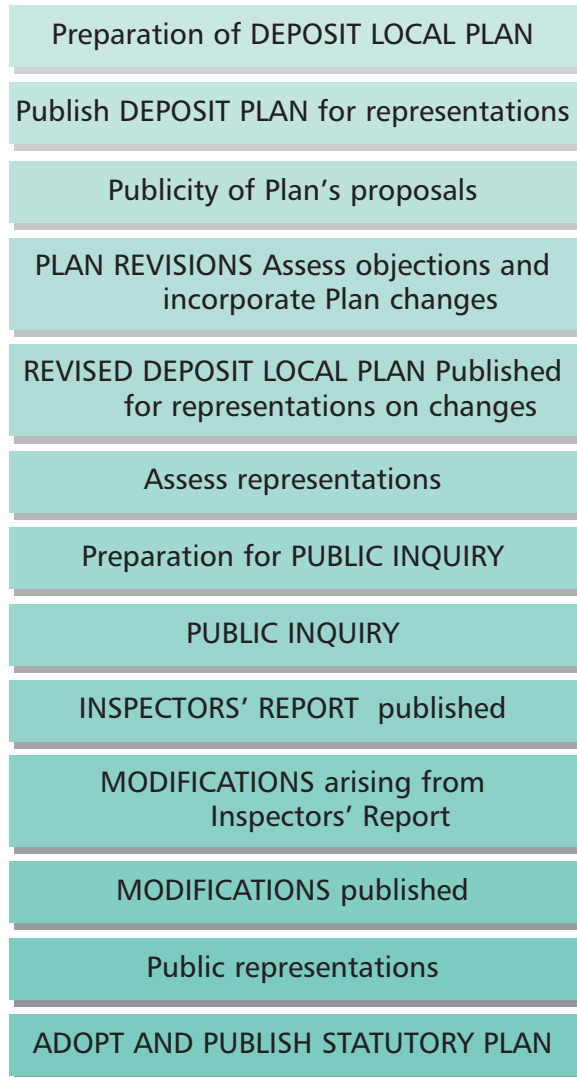 Preparation of DEPOSIT LOCAL PLAN
Publish DEPOSIT PLAN for representations
Publicity of Plan’s proposals
PLAN REVISIONS Assess objections and
incorporate Plan changes
REVISED DEPOSIT LOCAL PLAN Published
for representations on changes
Assess representations
Preparation for PUBLIC INQUIRY
PUBLIC INQUIRY
INSPECTORS’ REPORT published
MODIFICATIONS arising from
Inspectors’ Report
MODIFICATIONS published
Public representations
ADOPT AND PUBLISH STATUTORY PLAN